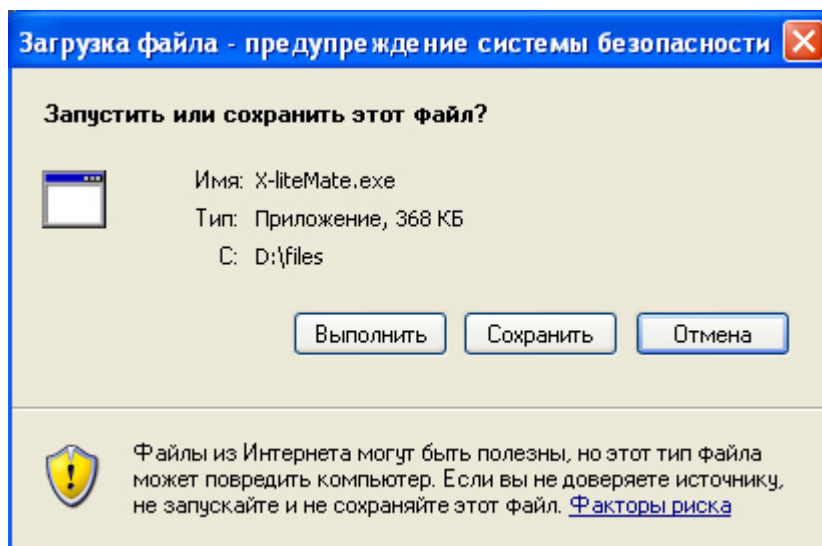 Загрузка файла - предупреждение системы безопасности
Запустить или сохранить этот файл?
Имя: X-liteMate.exe
Тип: Приложение, 368 КБ
С: D:\files
Выполнить Сохранить Отмена
Файлы из Интернета могут быть полезны, но этот тип файла
может повредить компьютер. Если вы не доверяете источнику,
не запускайте и не сохраняйте этот файл. Факторы риска